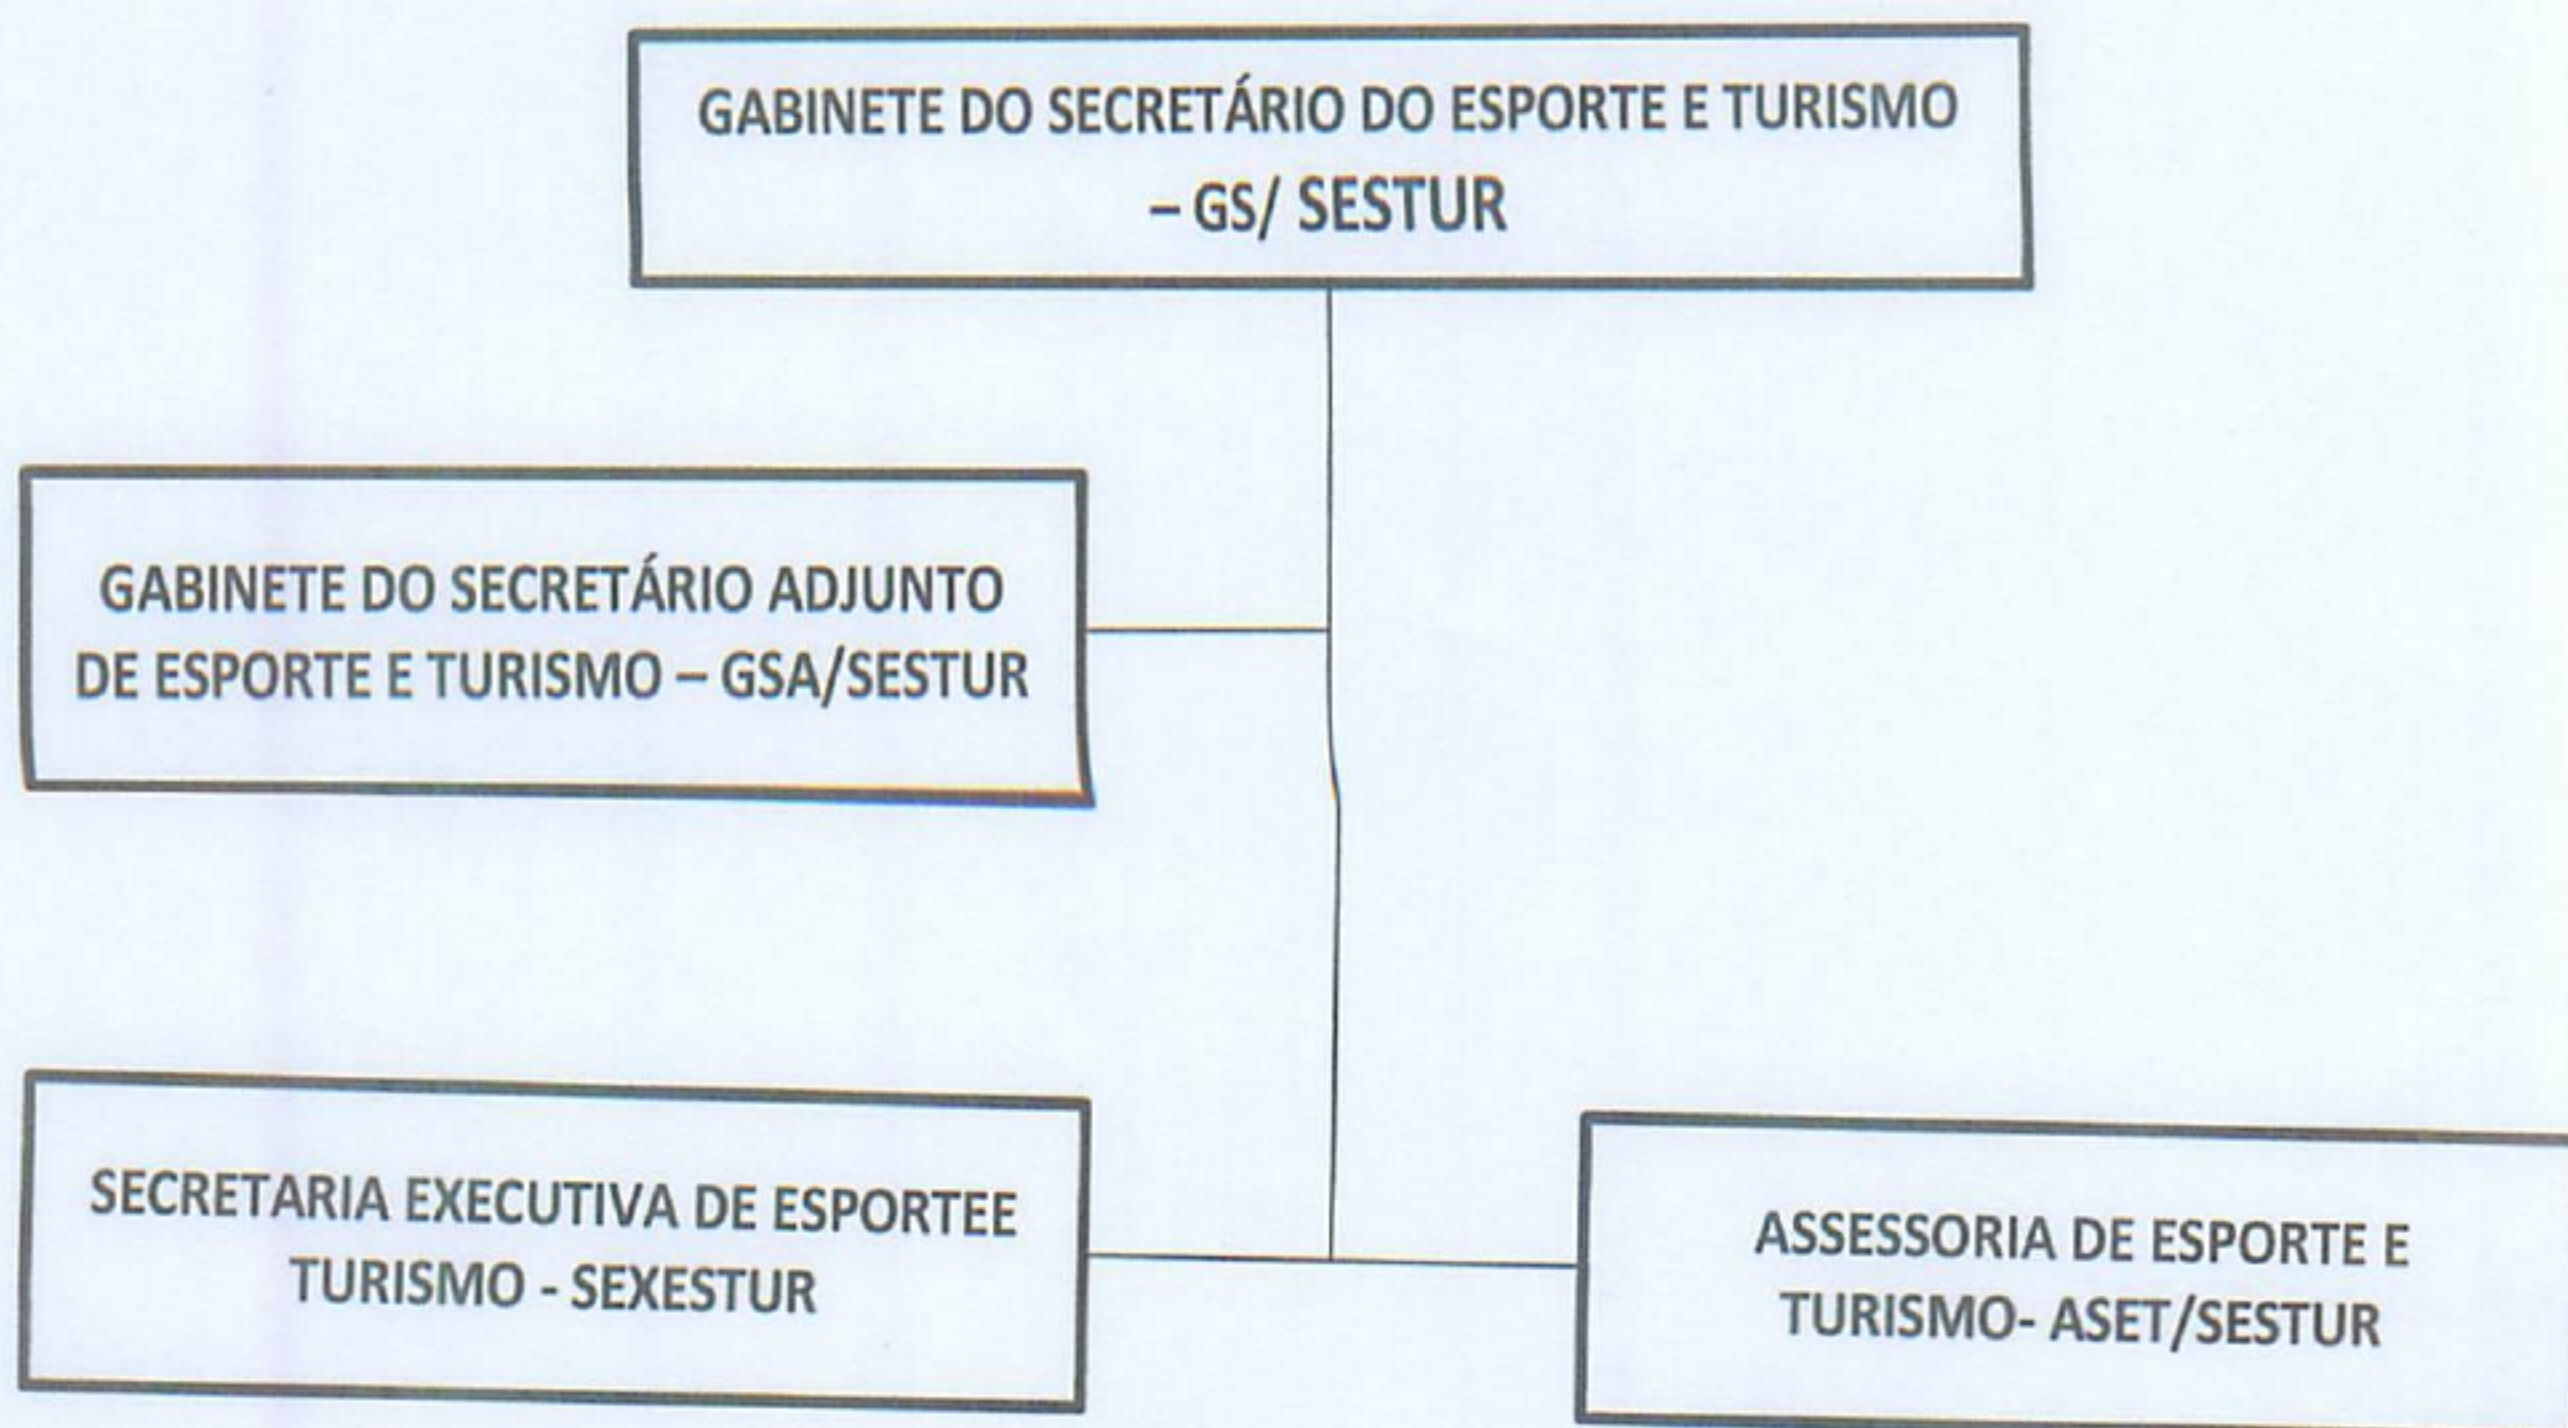 GABINETE DO SECRETÁRIO DO ESPORTE E TURISMO
– GS/ SESTUR
GABINETE DO SECRETÁRIO ADJUNTO
DE ESPORTE E TURISMO – GSA/SESTUR
SECRETARIA EXECUTIVA DE ESPORTEE
TURISMO - SEXESTUR
ASSESSORIA DE ESPORTE E
TURISMO- ASET/SESTUR